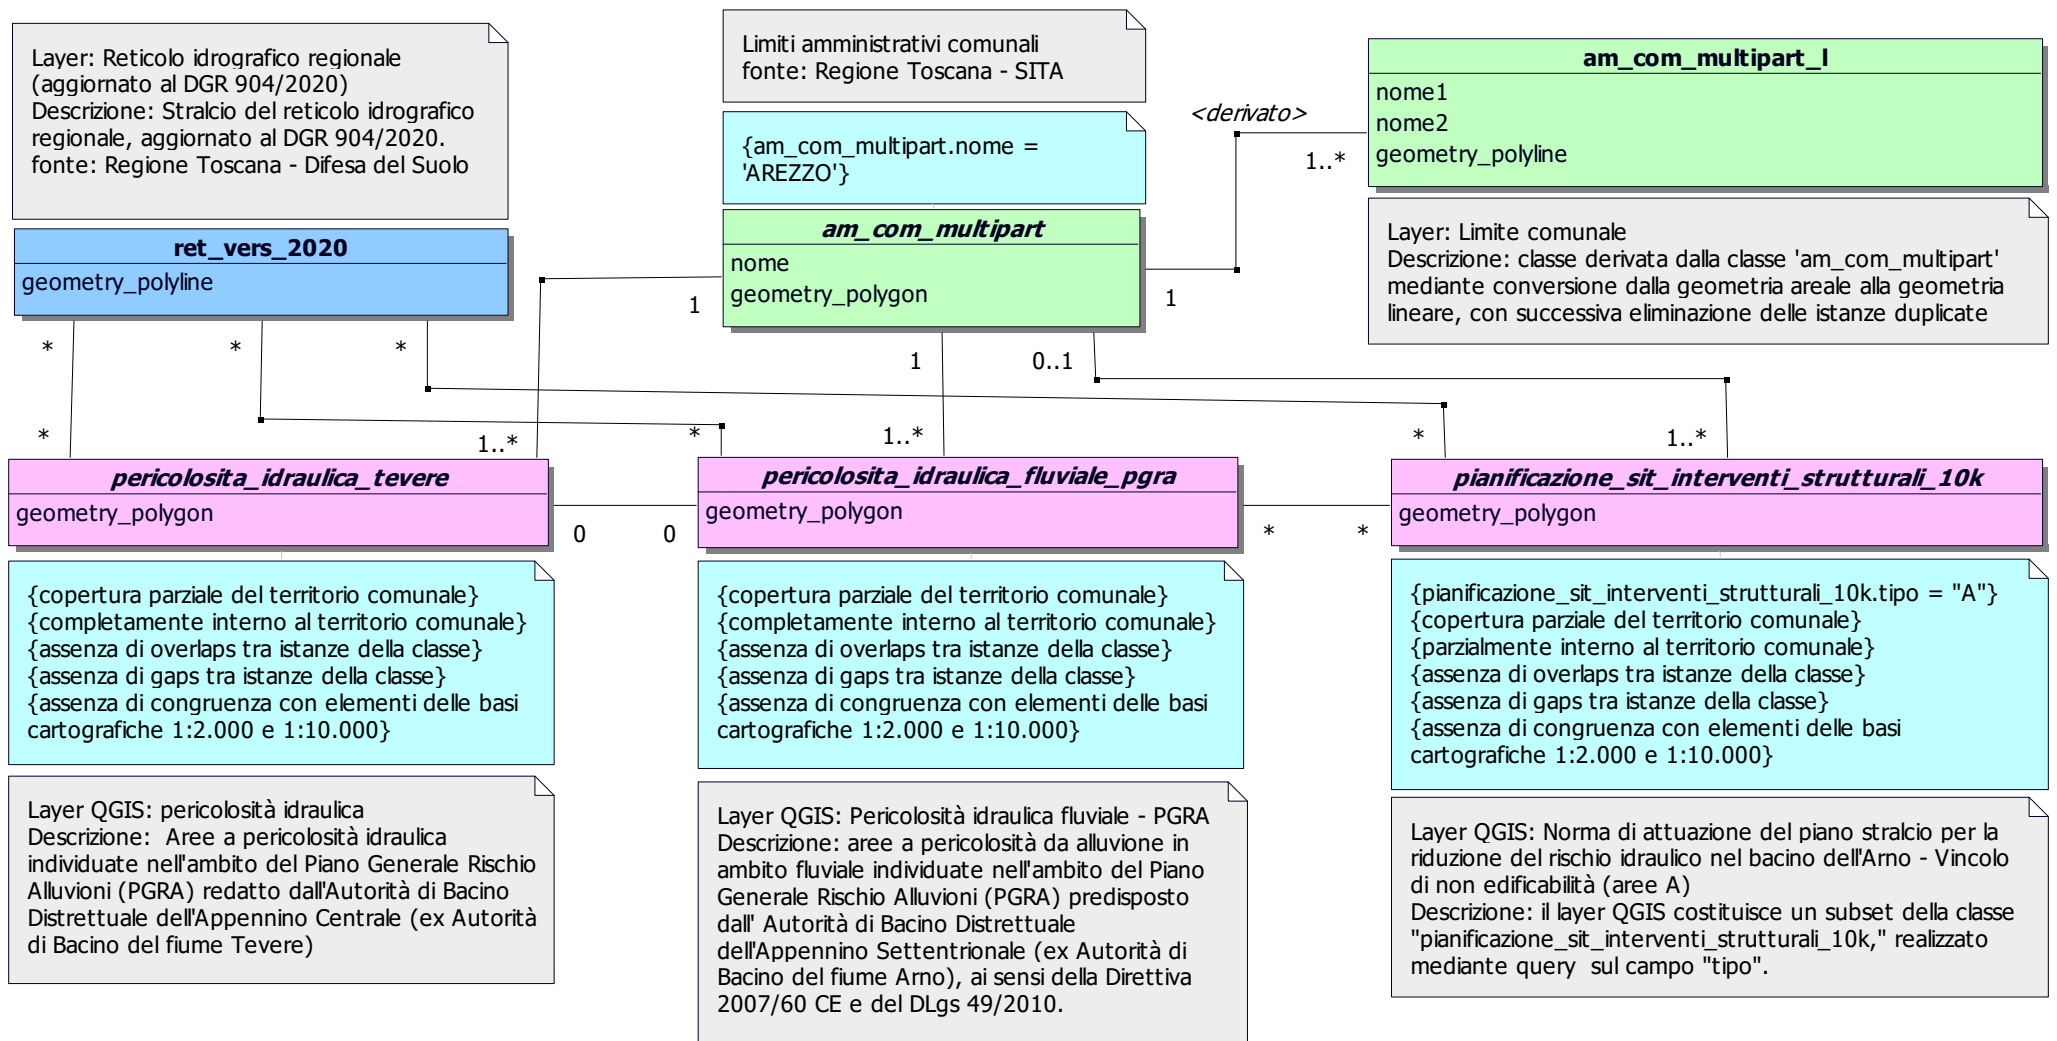 Layer: Reticolo idrografico regionale
(aggiornato al DGR 904/2020)
Descrizione: Stralcio del reticolo idrografico
regionale, aggiornato al DGR 904/2020.
fonte: Regione Toscana - Difesa del Suolo
Limiti amministrativi comunali
fonte: Regione Toscana - SITA
{am_com_multipart.nome =
'AREZZO'}
<derivato>
1..*
am_com_multipart_l
nome1
nome2
geometry_polyline
Layer: Limite comunale
Descrizione: classe derivata dalla classe 'am_com_multipart'
mediante conversione dalla geometria areale alla geometria
lineare, con successiva eliminazione delle istanze duplicate
ret_vers_2020
geometry_polyline
am_com_multipart
nome
geometry_polygon
1
1
* * *
1
0..1
*
1..*
*
1..*
*
1..*
pericolosita_idraulica_tevere
geometry_polygon
0
0
pericolosita_idraulica_fluviale_pgra
geometry_polygon
*
*
pianificazione_sit_interventi_strutturali_10k
geometry_polygon
{copertura parziale del territorio comunale}
{completamente interno al territorio comunale}
{assenza di overlaps tra istanze della classe}
{assenza di gaps tra istanze della classe}
{assenza di congruenza con elementi delle basi
cartografiche 1:2.000 e 1:10.000}
{copertura parziale del territorio comunale}
{completamente interno al territorio comunale}
{assenza di overlaps tra istanze della classe}
{assenza di gaps tra istanze della classe}
{assenza di congruenza con elementi delle basi
cartografiche 1:2.000 e 1:10.000}
{pianificazione_sit_interventi_strutturali_10k.tipo = "A"}
{copertura parziale del territorio comunale}
{parzialmente interno al territorio comunale}
{assenza di overlaps tra istanze della classe}
{assenza di gaps tra istanze della classe}
{assenza di congruenza con elementi delle basi
cartografiche 1:2.000 e 1:10.000}
Layer QGIS: pericolosità idraulica
Descrizione:  Aree a pericolosità idraulica
individuate nell'ambito del Piano Generale Rischio
Alluvioni (PGRA) redatto dall'Autorità di Bacino
Distrettuale dell'Appennino Centrale (ex Autorità
di Bacino del fiume Tevere)
Layer QGIS: Pericolosità idraulica fluviale - PGRA
Descrizione: aree a pericolosità da alluvione in
ambito fluviale individuate nell'ambito del Piano
Generale Rischio Alluvioni (PGRA) predisposto
dall' Autorità di Bacino Distrettuale
dell'Appennino Settentrionale (ex Autorità di
Bacino del fiume Arno), ai sensi della Direttiva
2007/60 CE e del DLgs 49/2010.
Layer QGIS: Norma di attuazione del piano stralcio per la
riduzione del rischio idraulico nel bacino dell'Arno - Vincolo
di non edificabilità (aree A)
Descrizione: il layer QGIS costituisce un subset della classe
"pianificazione_sit_interventi_strutturali_10k," realizzato
mediante query  sul campo "tipo".